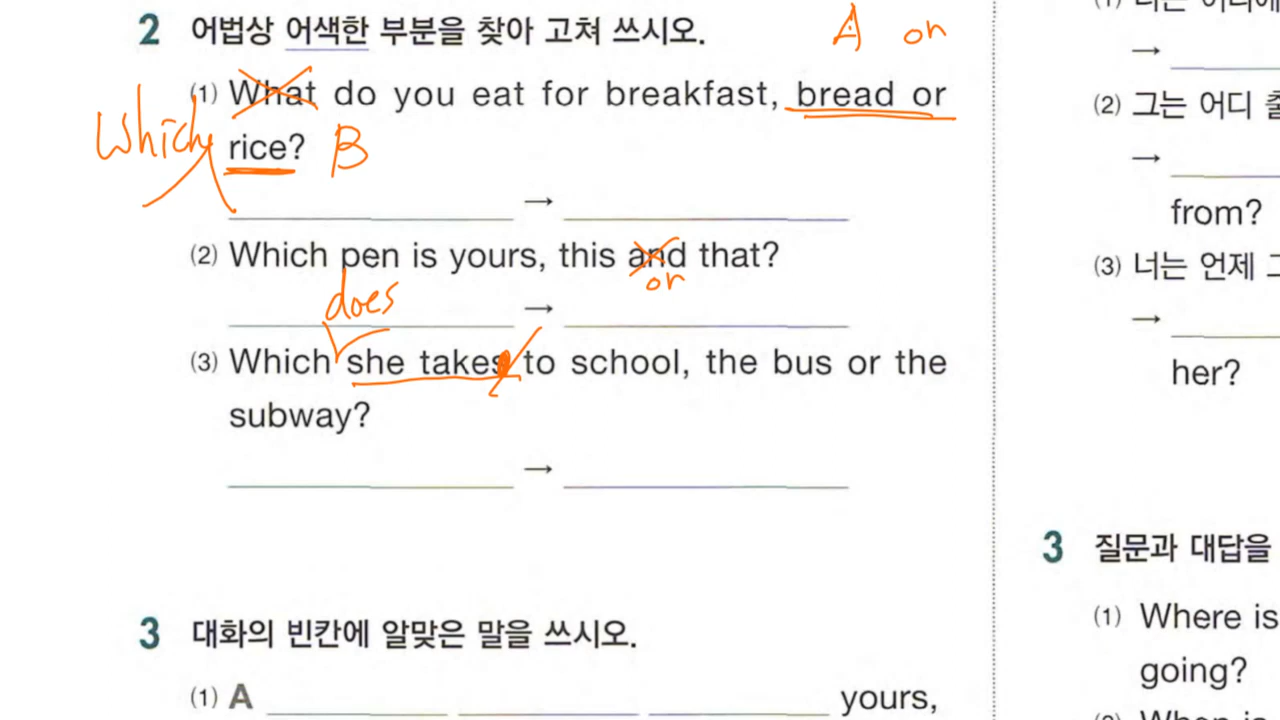 2 어법상 어색한 부분을 찾아 고쳐 쓰시오.
A or
(1) What do you eat for breakfast, bread or
Which rice? B
→
(2) Which pen is yours, this and that?
or
does
→
(3) Which she takes to school, the bus or the
subway?
→
3 대화의 빈칸에 알맞은 말을 쓰시오.
(1) A yours,
→
(2) 그는 어디
→
from?
(3) 너는 언제
→
her?
3 질문과 대답을
(1) Where is
going?